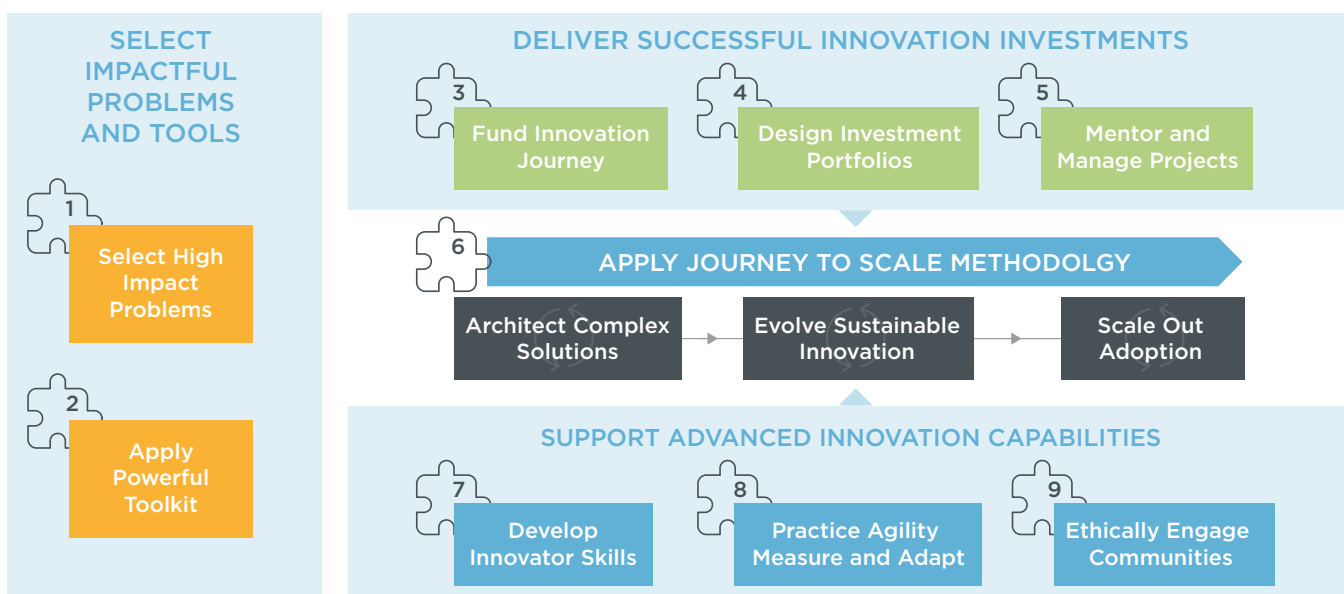 SELECT
IMPACTFUL
PROBLEMS
AND TOOLS
1
Select High
Impact
Problems
2
Apply
Powerful
Toolkit
DELIVER SUCCESSFUL INNOVATION INVESTMENTS
3
Fund Innovation
Journey
4
Design Investment
Portfolios
5
Mentor and
Manage Projects
6
APPLY JOURNEY TO SCALE METHODOLGY
Architect Complex
Solutions
Evolve Sustainable
Innovation
Scale Out
Adoption
SUPPORT ADVANCED INNOVATION CAPABILITIES
7
Develop
Innovator Skills
8
Practice Agility
Measure and Adapt
9
Ethically Engage
Communities